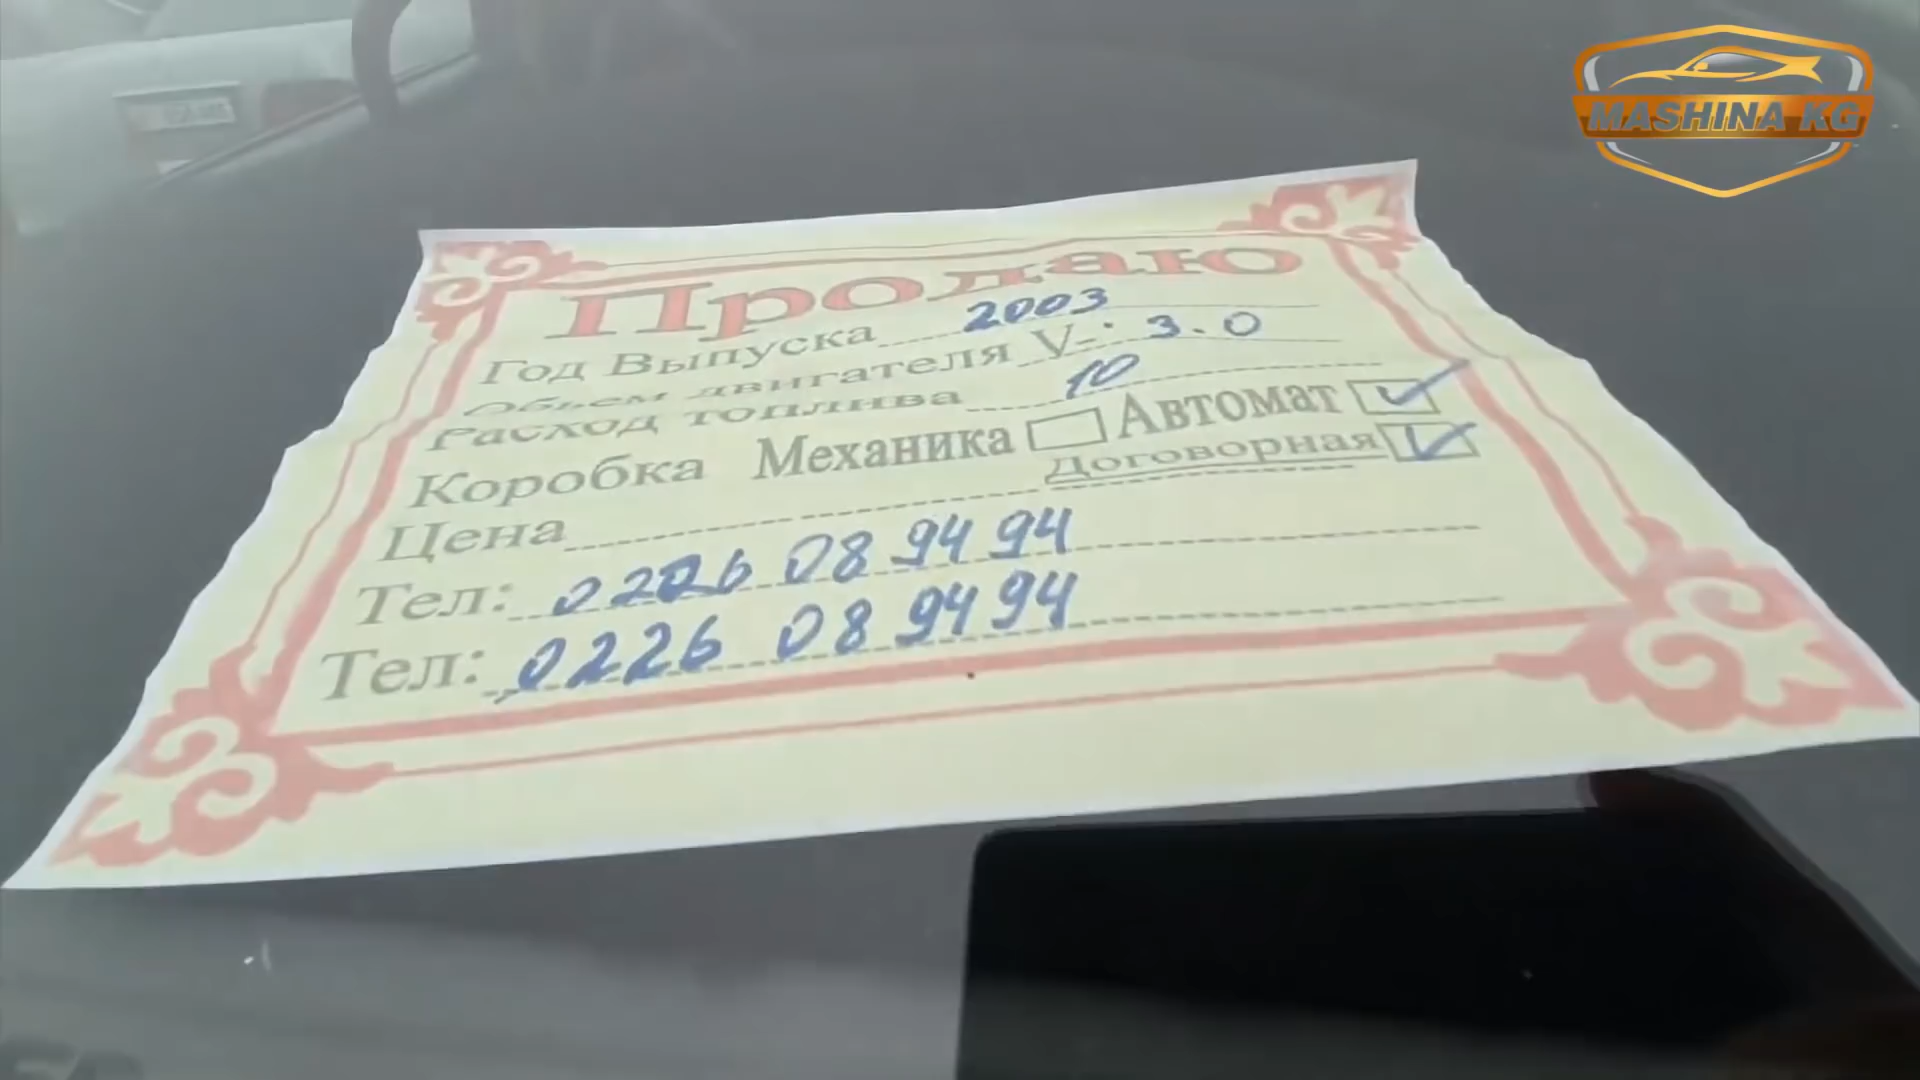 MASHINA KG
Продаю
Год Выпуска 2003
Обьем двигателя V-: 3.0
Расход топлива 10
Коробка Механика Автомат
Договорная
Цена
Тел: 0226 08 94 94
Тел: 0226 08 94 94